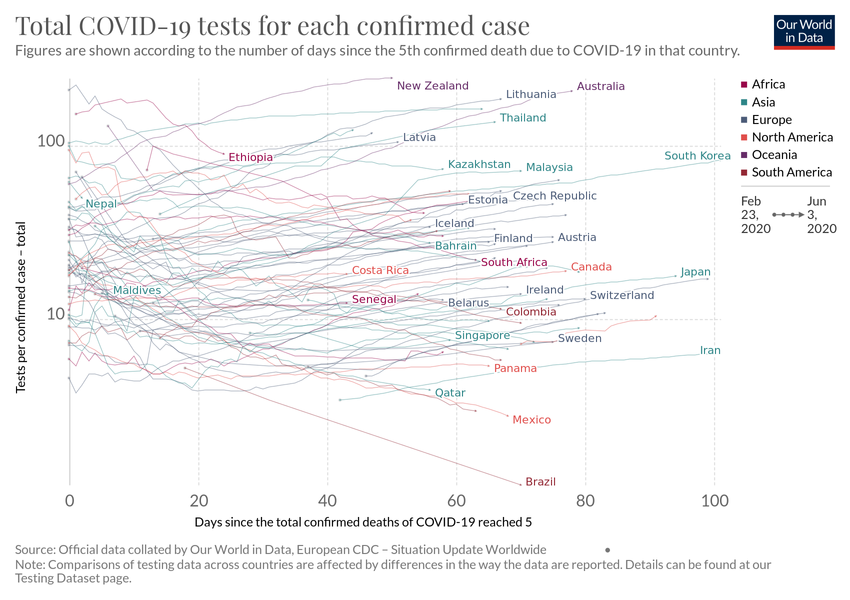 Total COVID-19 tests for each confirmed case
Figures are shown according to the number of days since the 5th confirmed death due to COVID-19 in that country.
Our World
in Data
New Zealand
Australia
Lithuania
Thailand
Latvia
100
Ethiopia
South Korea
Kazakhstan
Malaysia
Nepal
Estonia
Czech Republic
Iceland
Finland
Austria
Bahrain
South Africa
Costa Rica
Canada
Japan
Maldives
Ireland
Switzerland
Senegal
Belarus
Colombia
10
Singapore
Sweden
Iran
Panama
Qatar
Mexico
Brazil
Tests per confirmed case – total
0
20
40
60
80
100
Days since the total confirmed deaths of COVID-19 reached 5
Africa
Asia
Europe
North America
Oceania
South America
Feb
23,
2020
Jun
3,
2020
Source: Official data collated by Our World in Data, European CDC – Situation Update Worldwide
Note: Comparisons of testing data across countries are affected by differences in the way the data are reported. Details can be found at our
Testing Dataset page.